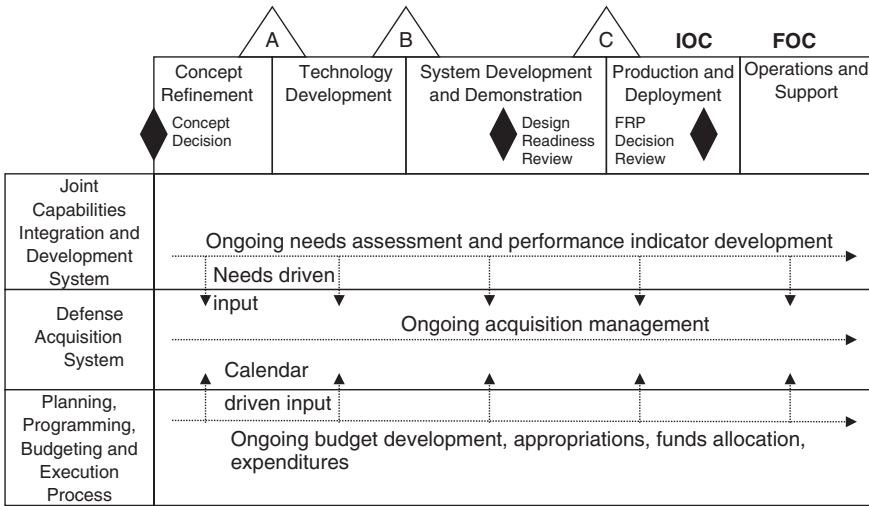 A
B
C
IOC
FOC
Concept
Refinement
Technology
Development
System Development
and Demonstration
Production and
Deployment
Operations and
Support
Concept
Decision
Design
Readiness
Review
FRP
Decision
Review
Joint
Capabilities
Integration and
Development
System
Ongoing needs assessment and performance indicator development
Needs driven
input
Defense
Acquisition
System
Ongoing acquisition management
Calendar
driven input
Planning,
Programming,
Budgeting and
Execution
Process
Ongoing budget development, appropriations, funds allocation,
expenditures